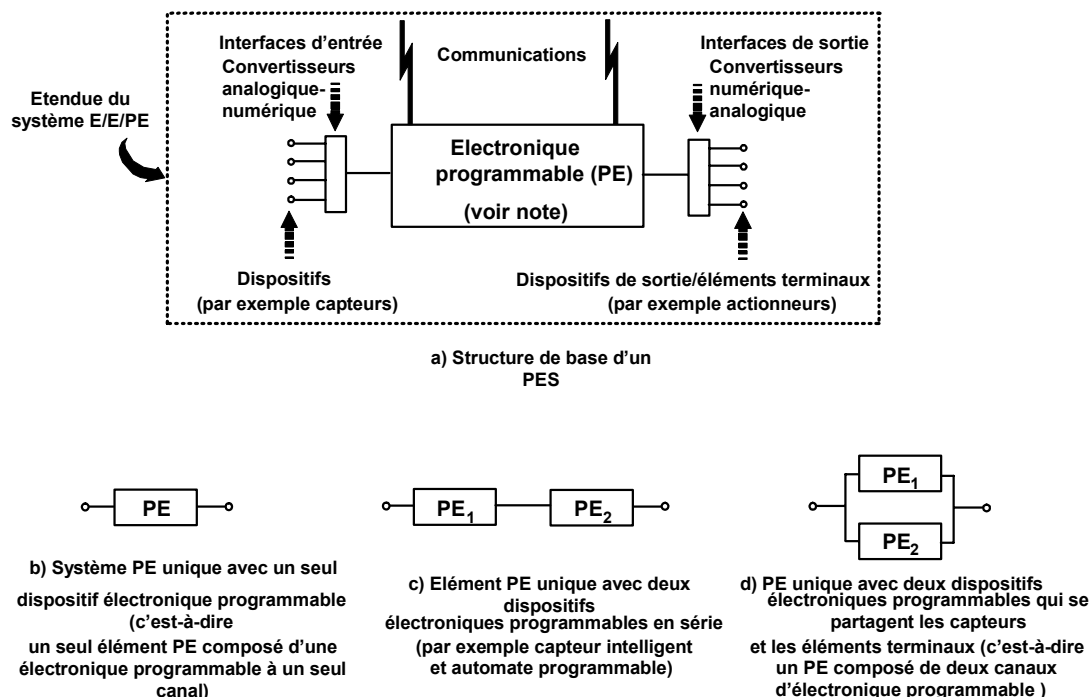 Interfaces d'entrée
Convertisseurs
analogique-
numérique
Communications
Interfaces de sortie
Convertisseurs
numérique-
analogique
Etendue du
système E/E/PE
Electronique
programmable (PE)
(voir note)
Dispositifs
(par exemple capteurs)
Dispositifs de sortie/éléments terminaux
(par exemple actionneurs)
a) Structure de base d'un
PES
PE
b) Système PE unique avec un seul
dispositif électronique programmable
(c'est-à-dire
un seul élément PE composé d'une
électronique programmable à un seul
canal)
PE1
PE2
c) Elément PE unique avec deux
dispositifs
électroniques programmables en série
(par exemple capteur intelligent
et automate programmable)
PE1
PE2
d) PE unique avec deux dispositifs
électroniques programmables qui se
partagent les capteurs
et les éléments terminaux (c'est-à-dire
un PE composé de deux canaux
d'électronique programmable )